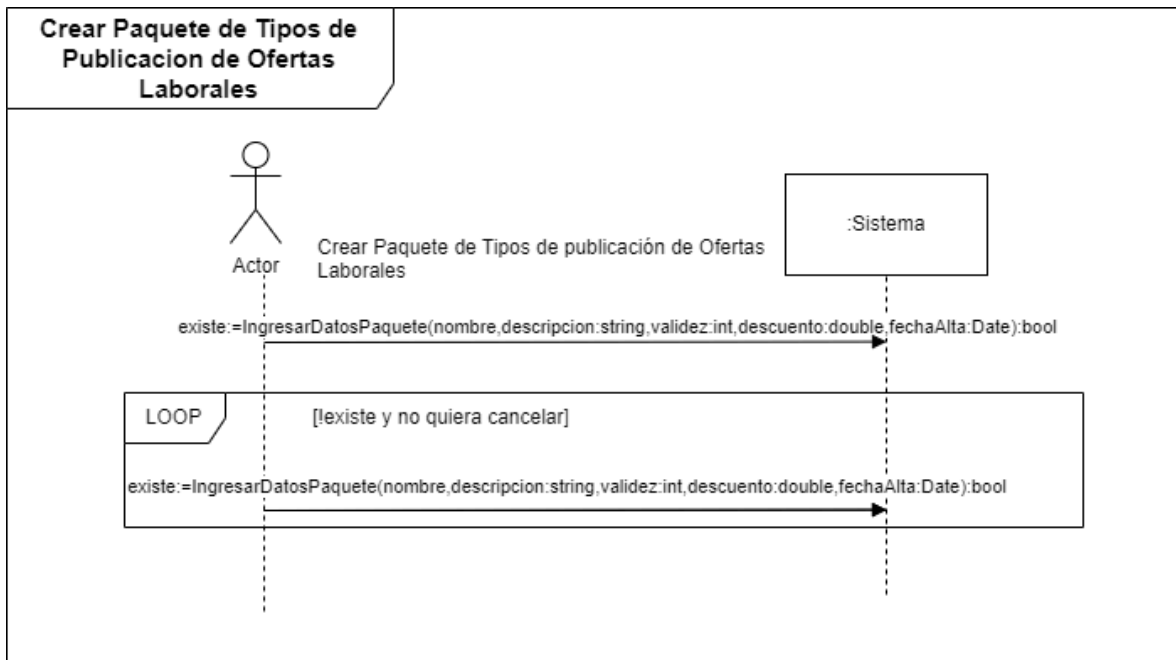 Crear Paquete de Tipos de
Publicacion de Ofertas
Laborales
:Sistema
Actor
Crear Paquete de Tipos de publicación de Ofertas
Laborales
existe:=IngresarDatosPaquete(nombre,descripcion:string,validez:int,descuento:double,fechaAlta:Date):bool
LOOP
[!existe y no quiera cancelar]
existe:=IngresarDatosPaquete(nombre,descripcion:string,validez:int,descuento:double,fechaAlta:Date):bool